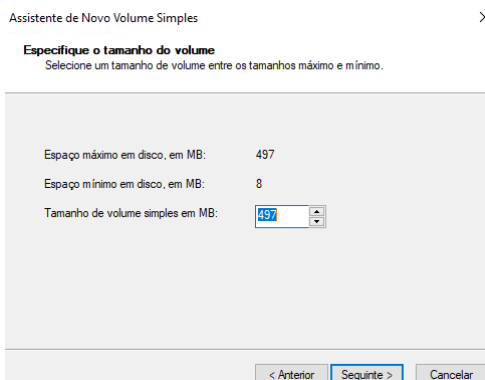 Assistente de Novo Volume Simples
Especifique o tamanho do volume
Selecione um tamanho de volume entre os tamanhos máximo e mínimo.
Espaço máximo em disco, em MB: 497
Espaço mínimo em disco, em MB: 8
Tamanho de volume simples em MB: 497
< Anterior Seguinte > Cancelar